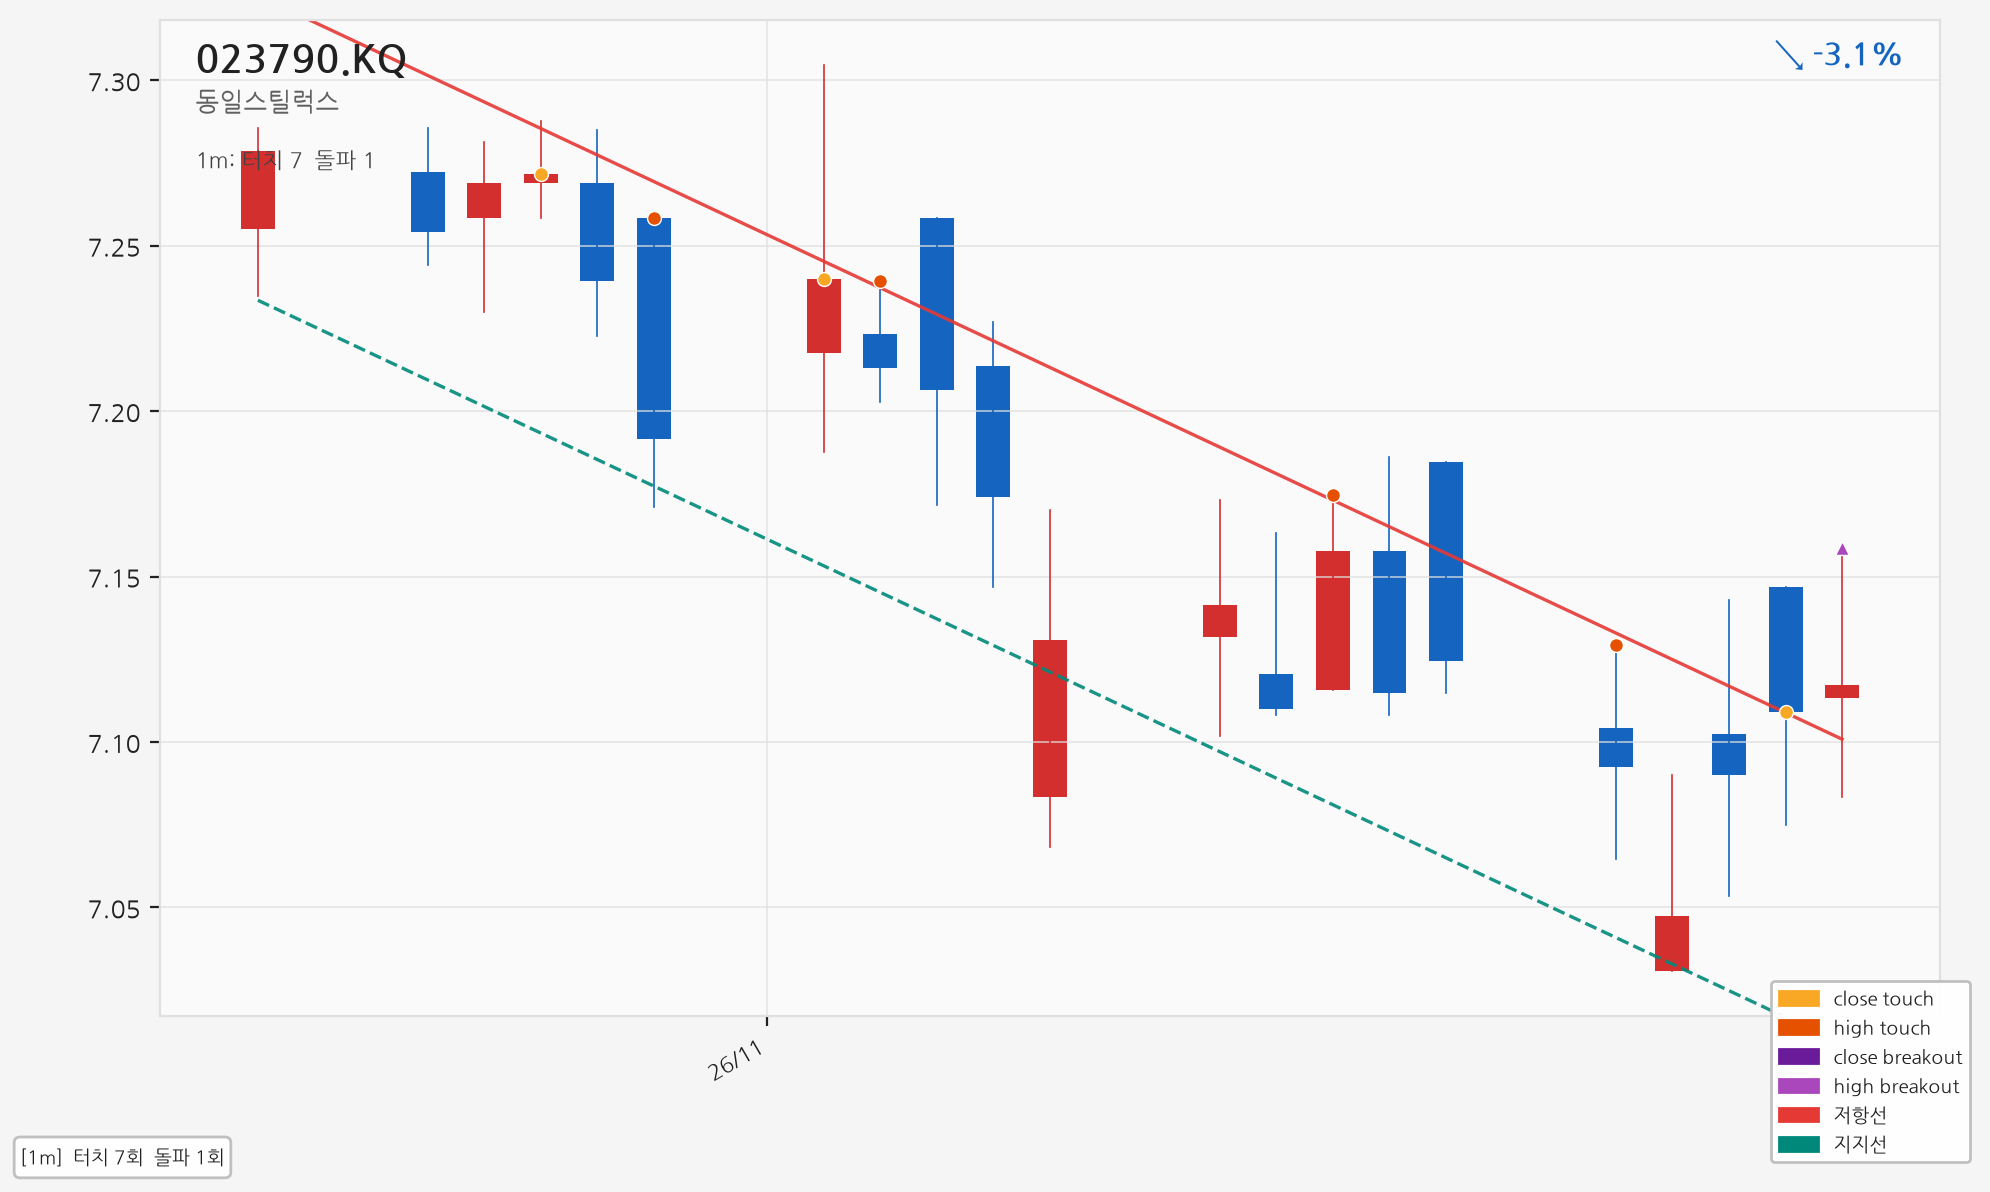 023790.KQ
동일스틸럭스
1m: 터치 7 돌파 1
-3.1%
7.30
7.25
7.20
7.15
7.10
7.05
26/11
close touch
high touch
close breakout
high breakout
저항선
지지선
[1m] 터치 7회 돌파 1회